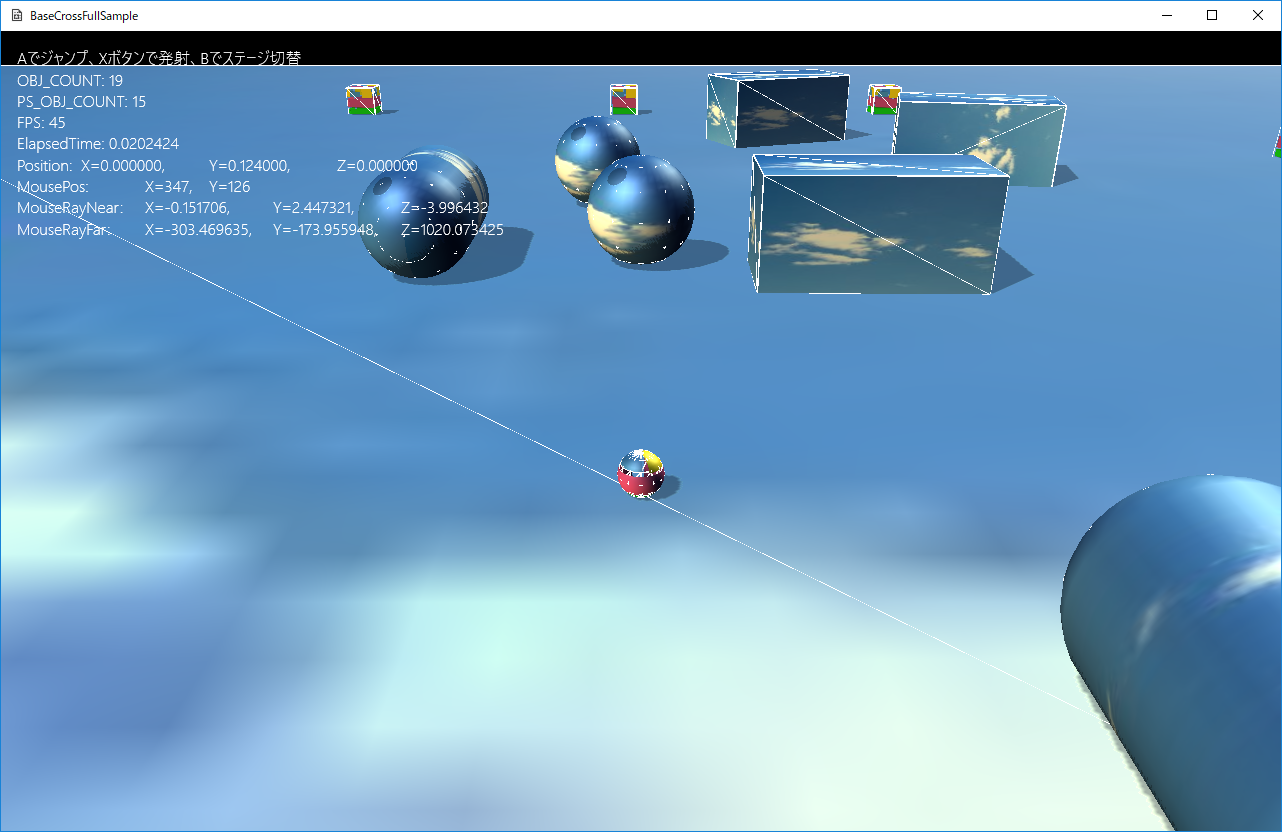 BaseCrossFullSample
Aでジャンプ、Xボタンで発射、Bでステージ切替
OBJ_COUNT: 19
PS_OBJ_COUNT: 15
FPS: 45
ElapsedTime: 0.0202424
Position: X=0.000000, Y=0.124000, Z=0.000000
MousePos: X=347, Y=126
MouseRayNear: X=-0.151706, Y=2.447321, Z=-3.996432
MouseRayFar: X=-303.469635, Y=-173.955948, Z=1020.073425